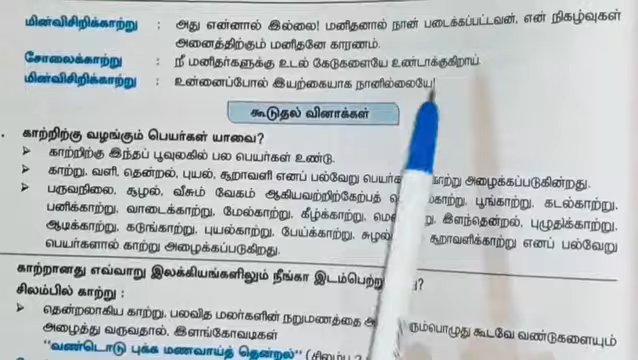 மின்விசிறிக்காற்று : அது என்னால் இல்லை! மனிதனால் நான் படைக்கப்பட்டவன், என் நிகழ்வுகள்
அனைத்திற்கும் மனிதனே காரணம்.
சோலைக்காற்று : நீ மனிதர்களுக்கு உடல் கேடுகளையே உண்டாக்குகிறாய்.
மின்விசிறிக்காற்று : உன்னைப்போல் இயற்கையாக நானில்லையே!
கூடுதல் வினாக்கள்
. காற்றிற்கு வழங்கும் பெயர்கள் யாவை?
➤ காற்றிற்கு இந்தப் பூவுலகில் பல பெயர்கள் உண்டு.
➤ காற்று, வளி, தென்றல், புயல், சூறாவளி எனப் பல்வேறு காற்று அழைக்கப்படுகின்றது.
➤ பருவநிலை, சூழல், வீசும் வேகம் ஆகியவற்றிற்கேற்பத் பூங்காற்று, கடல்காற்று,
பனிக்காற்று, வாடைக்காற்று, மேல்காற்று, கீழ்க்காற்று, இளந்தென்றல், புழுதிக்காற்று,
ஆடிக்காற்று, கடுங்காற்று, புயல்காற்று, பேய்க்காற்று, சூறாவளிக்காற்று எனப் பல்வேறு
பெயர்களால் காற்று அழைக்கப்படுகிறது.
காற்றானது எவ்வாறு இலக்கியங்களிலும் நீங்கா
சிலம்பில் காற்று :
➤ தென்றலாகிய காற்று, பலவித மலர்களின் நறுமணத்தை கூடவே வண்டுகளையும்
அழைத்து வருவதால், இளங்கோவடிகள்
"வண்டொடு புக்க மணவாய்த் தென்றல்"